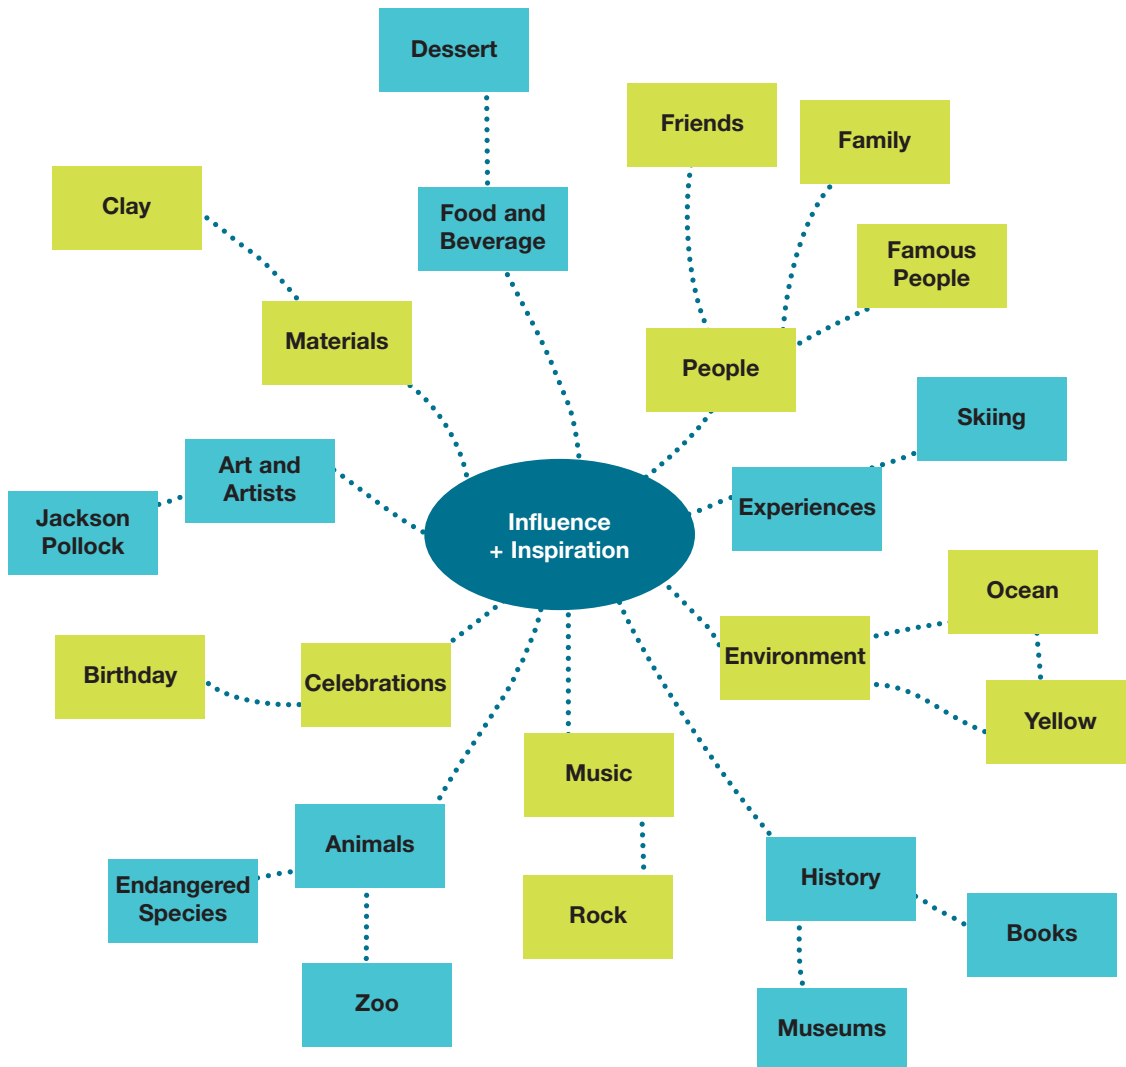 Dessert
Friends
Family
Clay
Food and
Beverage
Famous
People
Materials
People
Skiing
Art and
Artists
Experiences
Jackson
Pollock
Influence
+ Inspiration
Ocean
Environment
Birthday
Celebrations
Yellow
Music
Animals
Endangered
Species
History
Rock
Books
Zoo
Museums